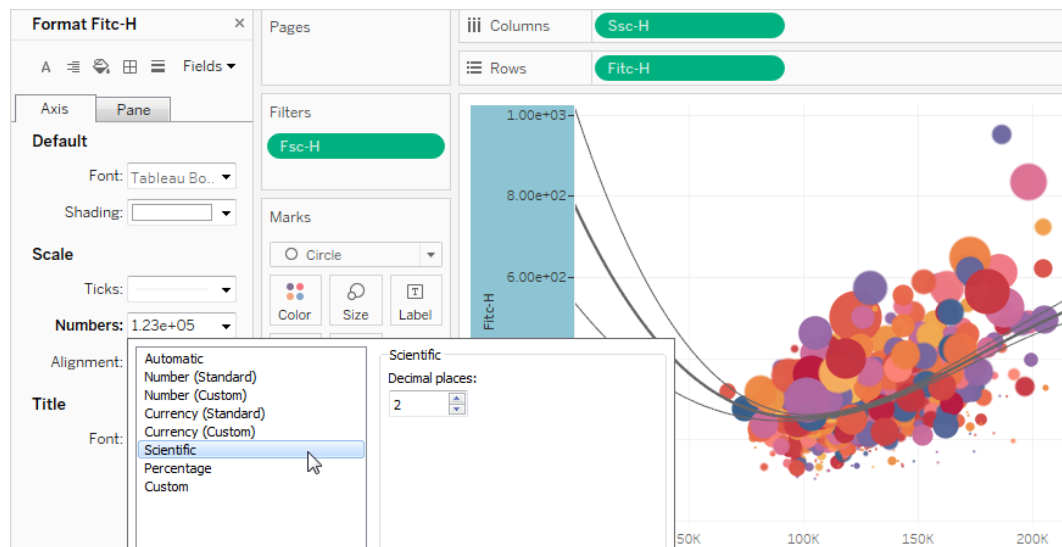 Format Fitc-H ×
A Fields
Axis Pane
Default
Font: Tableau Bo..
Shading:
Scale
Ticks:
Numbers: 1.23e+05
Alignment:
Title
Font:
Automatic
Number (Standard)
Number (Custom)
Currency (Standard)
Currency (Custom)
Scientific
Percentage
Custom
Scientific
Decimal places:
2
Pages
Filters
Fsc-H
Marks
Circle
T
Color Size Label
Columns Ssc-H
Rows Fitc-H
1.00e+03
8.00e+02
6.00e+02
Fitc-H
50K 100K 150K 200K